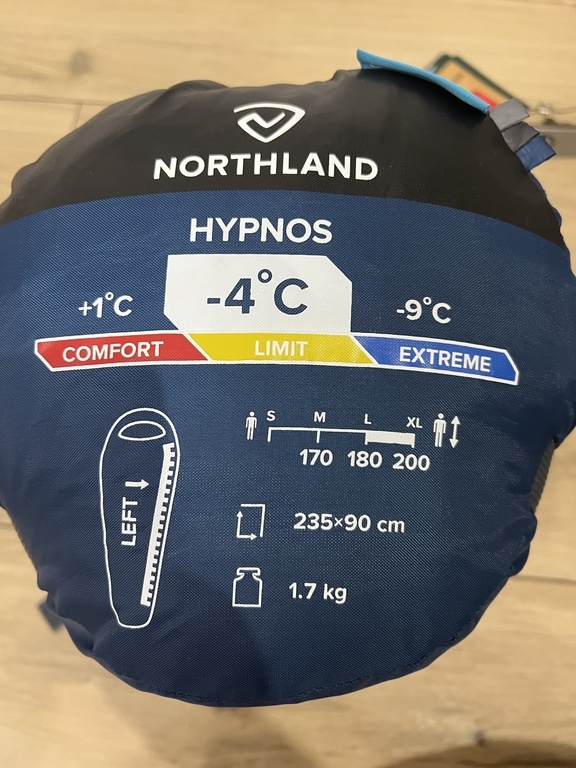 NORTHLAND
HYPNOS
+1°C -4°C -9°C
COMFORT LIMIT EXTREME
S M L XL
170 180 200
LEFT
235×90 cm
1.7 kg